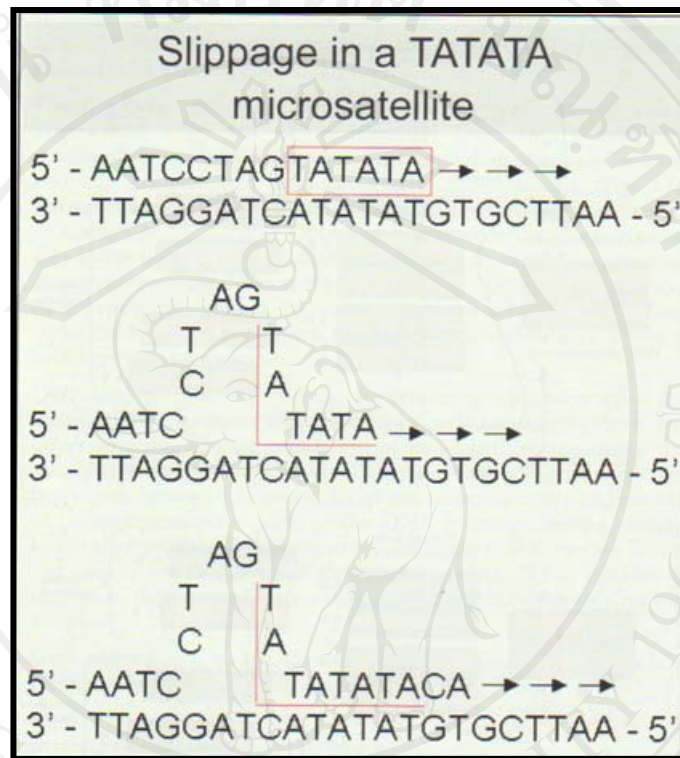 Slippage in a TATATA
microsatellite
5' - AATCCTAGTATATA
3' - TTAGGATCATATATGTGCTTAA - 5'
AG
T T
C A
5' - AATC TATA
3' - TTAGGATCATATATGTGCTTAA - 5'
AG
T T
C A
5' - AATC TATATACA
3' - TTAGGATCATATATGTGCTTAA - 5'